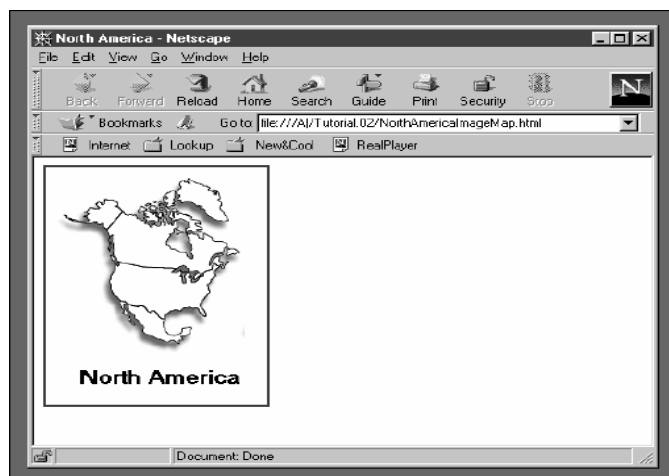 North America - Netscape
File Edit View Go Window Help
Back Forward Reload Home Search Guide Print Security Stop
N
Bookmarks Go to: file:///A|/Tutorial.02/NorthAmericaImageMap.html
Internet Lookup New&Cool RealPlayer
North America
Document: Done